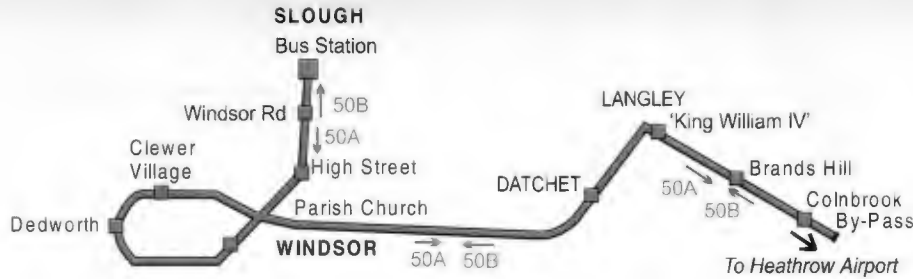 SLOUGH
Bus Station
Windsor Rd
50B
50A
High Street
Clewer
Village
Dedworth
Parish Church
WINDSOR
50A
50B
DATCHET
LANGLEY
'King William IV'
Brands Hill
50A
50B
Colnbrook
By-Pass
To Heathrow Airport